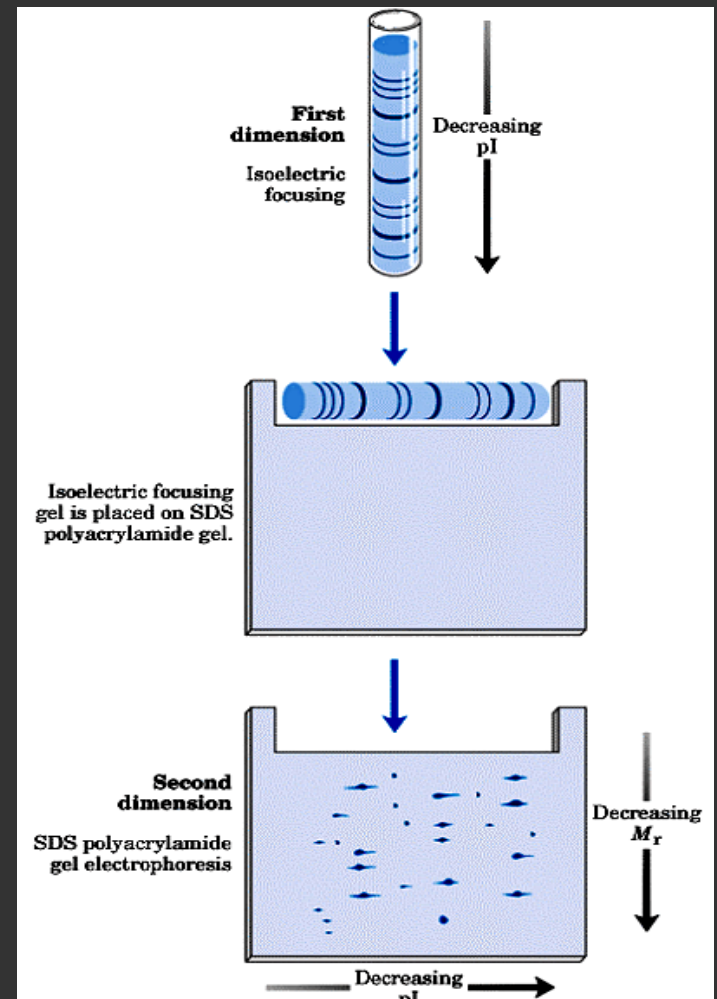 First
dimension
Isoelectric
focusing
Decreasing
pI
Isoelectric focusing
gel is placed on SDS
polyacrylamide gel.
Second
dimension
SDS polyacrylamide
gel electrophoresis
Decreasing
Mr
Decreasing
pI